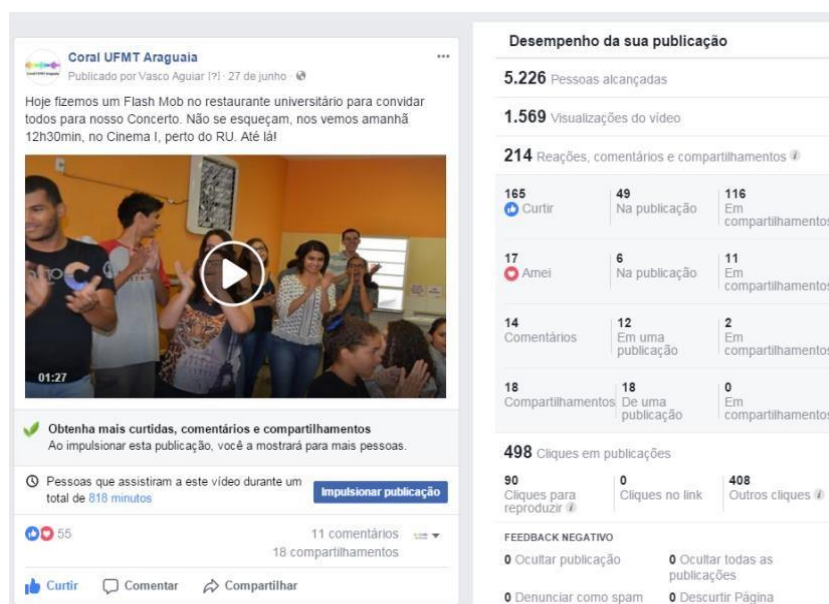 Coral UFMT Araguaia
Publicado por Vasco Aguiar [?] · 27 de junho ·
Hoje fizemos um Flash Mob no restaurante universitário para convidar
todos para nosso Concerto. Não se esqueçam, nos vemos amanhã
12h30min, no Cinema I, perto do RU. Até lá!
01:27
Obtenha mais curtidas, comentários e compartilhamentos
Ao impulsionar esta publicação, você a mostrará para mais pessoas.
Pessoas que assistiram a este vídeo durante um
total de 818 minutos
Impulsionar publicação
55
11 comentários
18 compartilhamentos
Curtir Comentar Compartilhar
Desempenho da sua publicação
5.226 Pessoas alcançadas
1.569 Visualizações do vídeo
214 Reações, comentários e compartilhamentos
165 49 116
Curtir Na publicação Em
compartilhamentos
17 6 11
Amei Na publicação Em
compartilhamentos
14 12 2
Comentários Em uma Em
publicação compartilhamentos
18 18 0
Compartilhamentos De uma Em
publicação compartilhamentos
498 Cliques em publicações
90 0 408
Cliques para Cliques no link Outros cliques
reproduzir
FEEDBACK NEGATIVO
0 Ocultar publicação 0 Ocultar todas as
publicações
0 Denunciar como spam 0 Descurtir Página